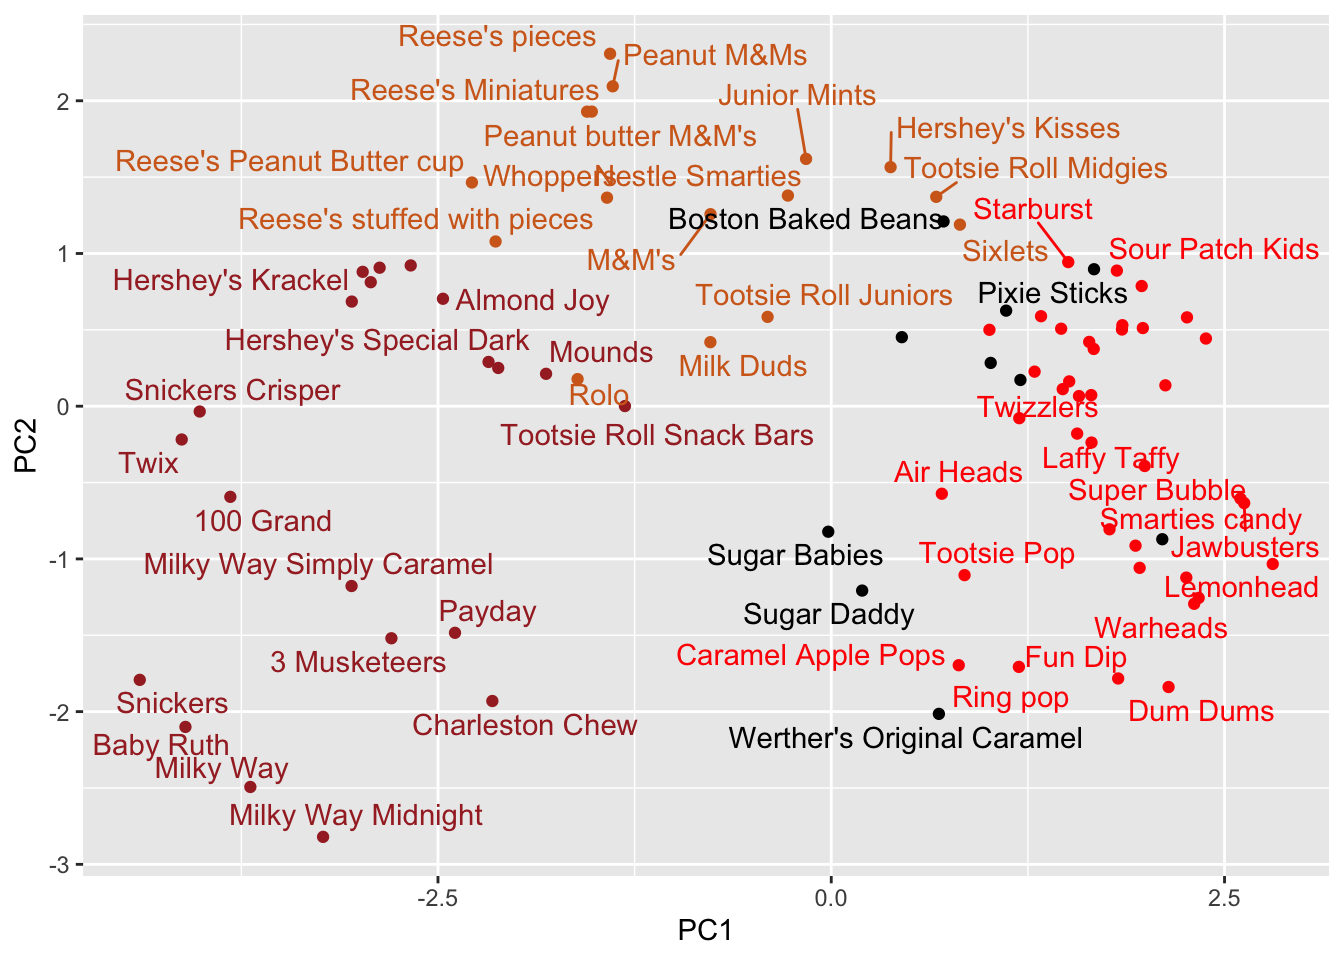 Reese's pieces
Peanut M&Ms
Reese's Miniatures
Junior Mints
2
Hershey's Kisses
Peanut butter M&M's
Reese's Peanut Butter cup
Whoppers
Nestle Smarties
Tootsie Roll Midgies
Reese's stuffed with pieces
Boston Baked Beans
Starburst
M&M's
Sixlets
Sour Patch Kids
1
Hershey's Krackel
Almond Joy
Tootsie Roll Juniors
Pixie Sticks
Hershey's Special Dark
Mounds
Milk Duds
Snickers Crisper
Rolo
0
Twizzlers
Tootsie Roll Snack Bars
PC2
Twix
Air Heads
Laffy Taffy
Super Bubble
100 Grand
Smarties candy
-1
Milky Way Simply Caramel
Sugar Babies
Tootsie Pop
Jawbusters
Lemonhead
Payday
Sugar Daddy
Warheads
3 Musketeers
Caramel Apple Pops
Fun Dip
Snickers
Ring pop
-2
Charleston Chew
Dum Dums
Baby Ruth
Werther's Original Caramel
Milky Way
Milky Way Midnight
-3
-2.5
0.0
2.5
PC1